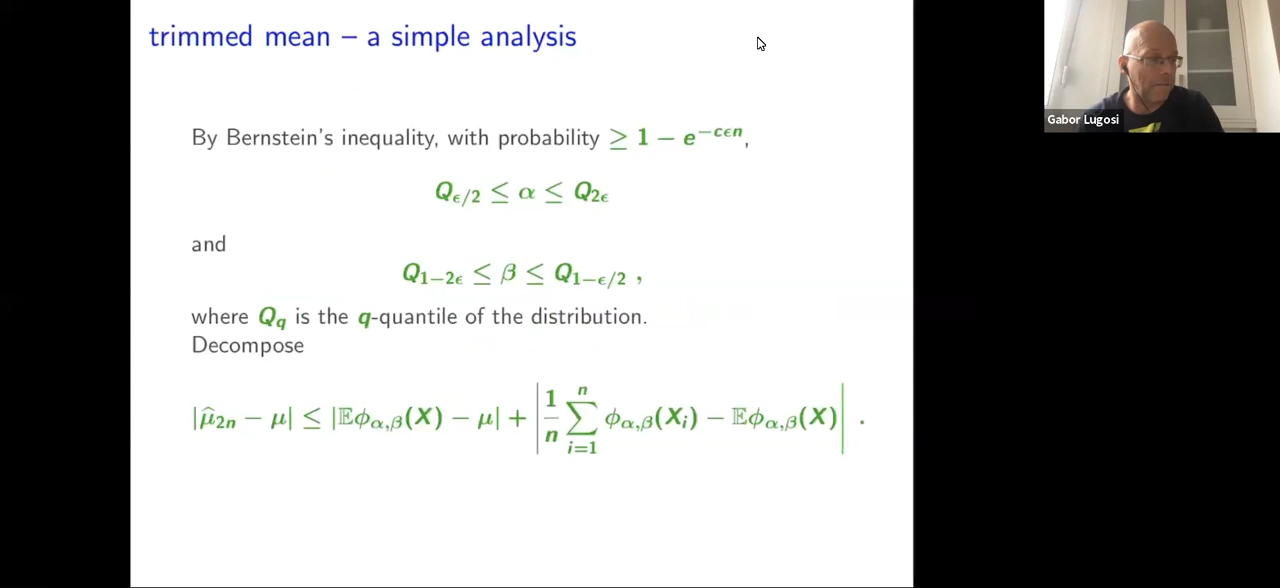 trimmed mean – a simple analysis
By Bernstein's inequality, with probability ≥ 1 − e^{−cϵn},
Q_{ϵ/2} ≤ α ≤ Q_{2ϵ}
and
Q_{1−2ϵ} ≤ β ≤ Q_{1−ϵ/2} ,
where Q_q is the q-quantile of the distribution.
Decompose
|μ̂_{2n} − μ| ≤ |𝔼ϕ_{α,β}(X) − μ| + |1/n ∑_{i=1}^{n} ϕ_{α,β}(X_i) − 𝔼ϕ_{α,β}(X)| .
Gabor Lugosi